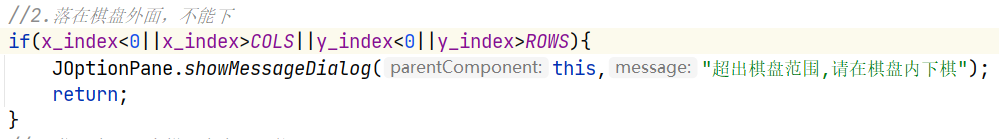 //2.落在棋盘外面，不能下
if(x_index<0||x_index>COLS||y_index<0||y_index>ROWS){
JOptionPane.showMessageDialog( parentComponent: this, message: "超出棋盘范围,请在棋盘内下棋");
return;
}